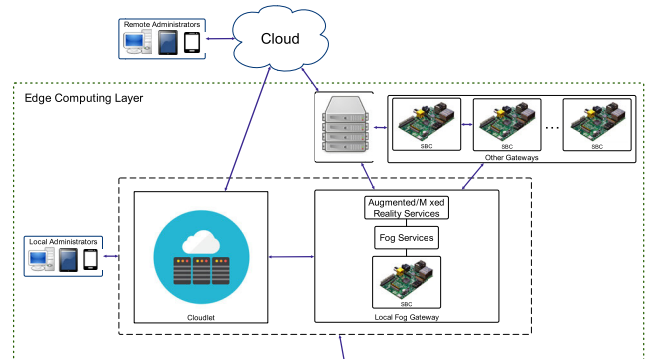 Remote Administrators
Cloud
Edge Computing Layer
SBC
SBC
SBC
...
Other Gateways
Augmented/M xed
Reality Services
Fog Services
SBC
Local Fog Gateway
Local Administrators
Cloudlet